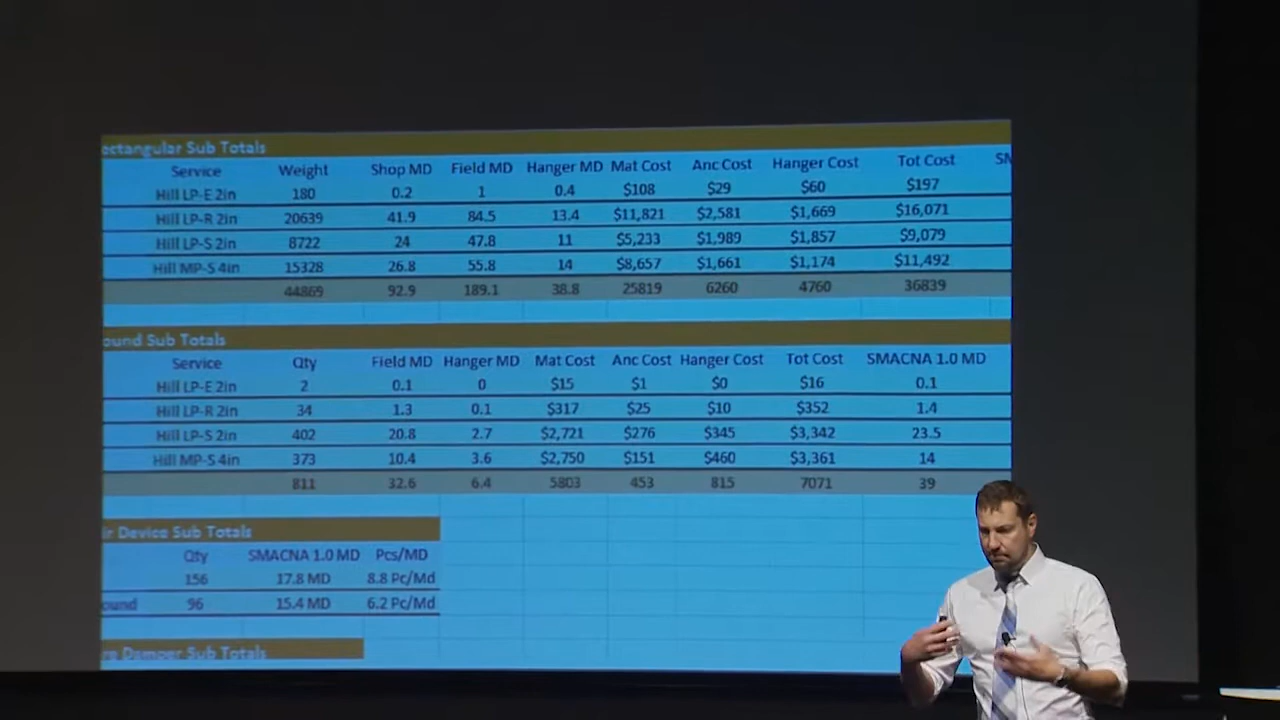 ectangular Sub Totals
Service Weight Shop MD Field MD Hanger MD Mat Cost Anc Cost Hanger Cost Tot Cost SM
Hill LP-E 2in 180 0.2 1 0.4 $108 $29 $60 $197
Hill LP-R 2in 20639 41.9 84.5 13.4 $11,821 $2,581 $1,669 $16,071
Hill LP-S 2in 8722 24 47.8 11 $5,233 $1,989 $1,857 $9,079
Hill MP-S 4in 15328 26.8 55.8 14 $8,657 $1,661 $1,174 $11,492
44869 92.9 189.1 38.8 25819 6260 4760 36839
ound Sub Totals
Service Qty Field MD Hanger MD Mat Cost Anc Cost Hanger Cost Tot Cost SMACNA 1.0 MD
Hill LP-E 2in 2 0.1 0 $15 $1 $0 $16 0.1
Hill LP-R 2in 34 1.3 0.1 $317 $25 $10 $352 1.4
Hill LP-S 2in 402 20.8 2.7 $2,721 $276 $345 $3,342 23.5
Hill MP-S 4in 373 10.4 3.6 $2,750 $151 $460 $3,361 14
811 32.6 6.4 5803 453 815 7071 39
ir Device Sub Totals
Qty SMACNA 1.0 MD Pcs/MD
156 17.8 MD 8.8 Pc/Md
ound 96 15.4 MD 6.2 Pc/Md
re Damper Sub Totals